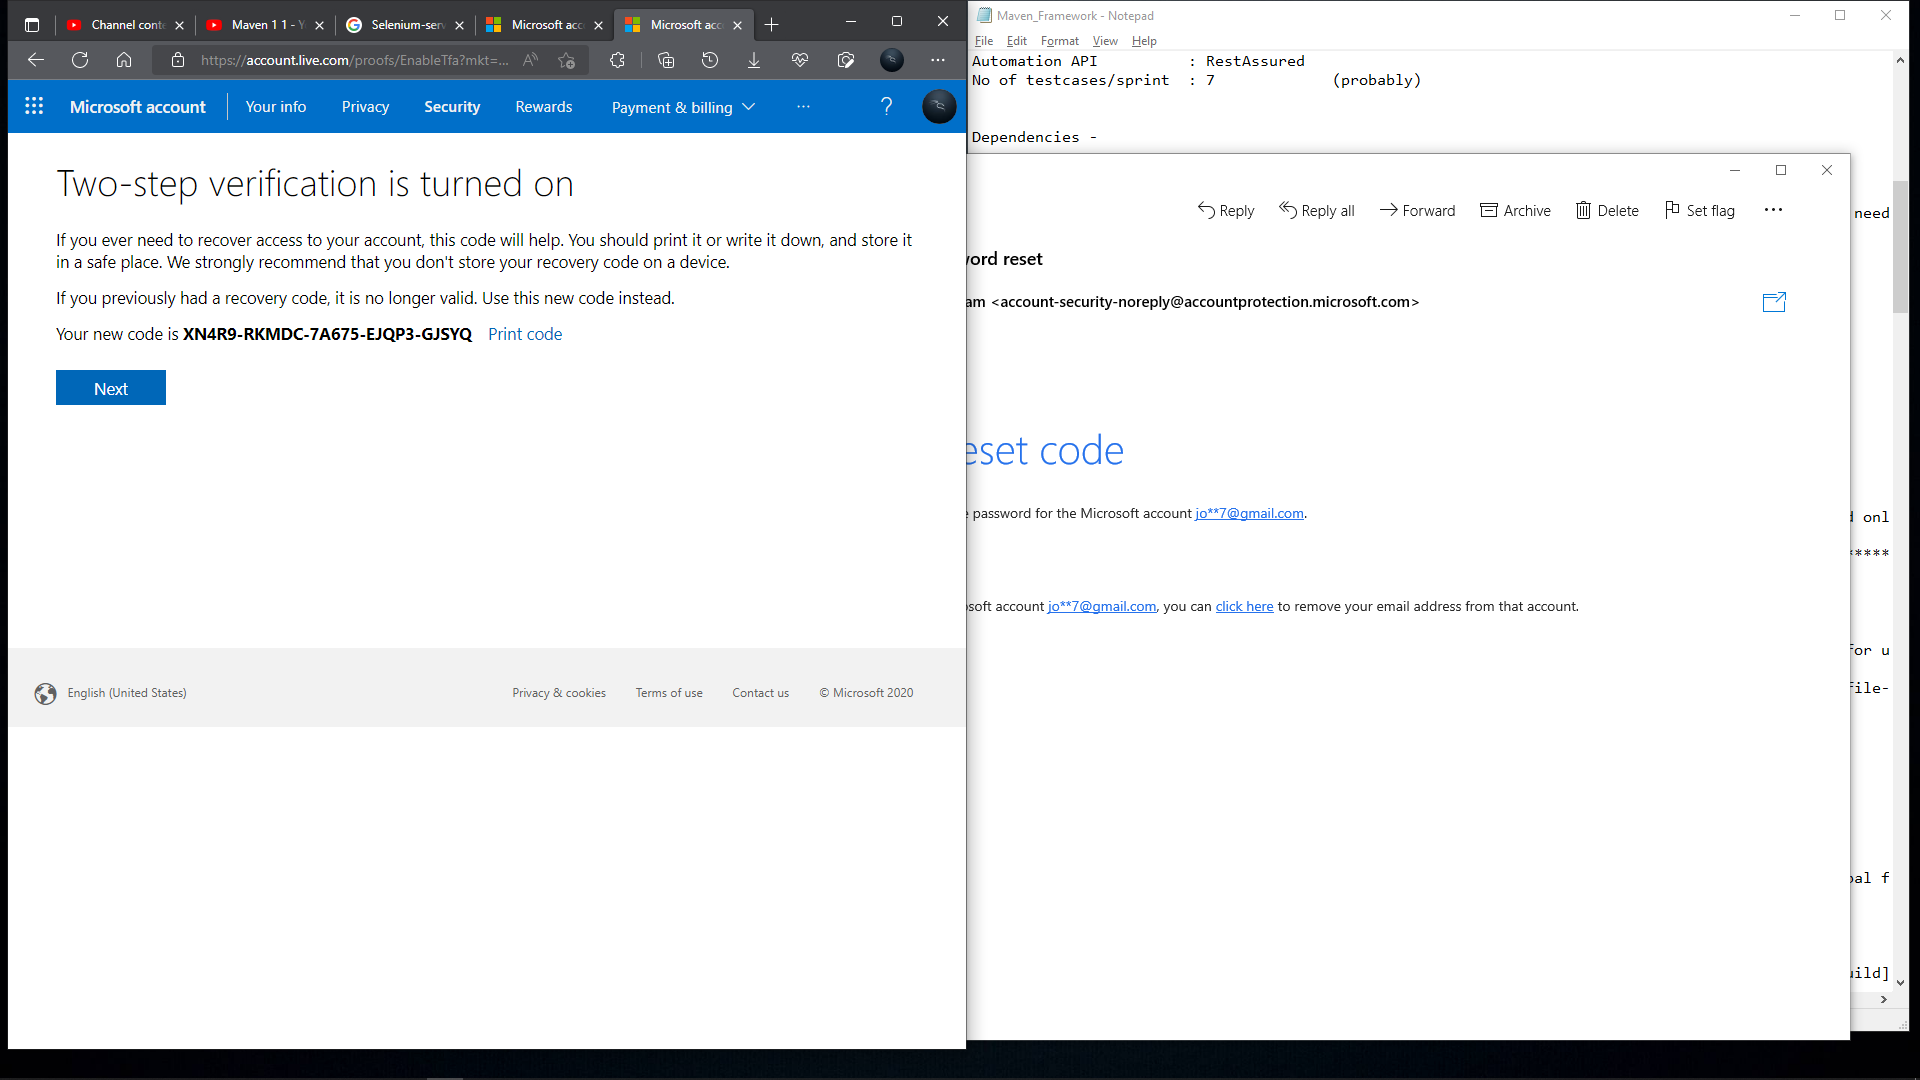 Channel conte
Maven 1 1 - Y
Selenium-serv
Microsoft acc
Microsoft acc
https://account.live.com/proofs/EnableTfa?mkt=...
Microsoft account
Your info
Privacy
Security
Rewards
Payment & billing
?
Two-step verification is turned on
If you ever need to recover access to your account, this code will help. You should print it or write it down, and store it
in a safe place. We strongly recommend that you don't store your recovery code on a device.
If you previously had a recovery code, it is no longer valid. Use this new code instead.
Your new code is XN4R9-RKMDC-7A675-EJQP3-GJSYQ Print code
Next
English (United States)
Privacy & cookies
Terms of use
Contact us
© Microsoft 2020
Maven_Framework - Notepad
File Edit Format View Help
Automation API : RestAssured
No of testcases/sprint : 7 (probably)
Dependencies -
need
Reply
Reply all
Forward
Archive
Delete
Set flag
ord reset
am <account-security-noreply@accountprotection.microsoft.com>
eset code
e password for the Microsoft account jo**7@gmail.com.
osoft account jo**7@gmail.com, you can click here to remove your email address from that account.
d onl
****
for u
file-
bal f
uild]